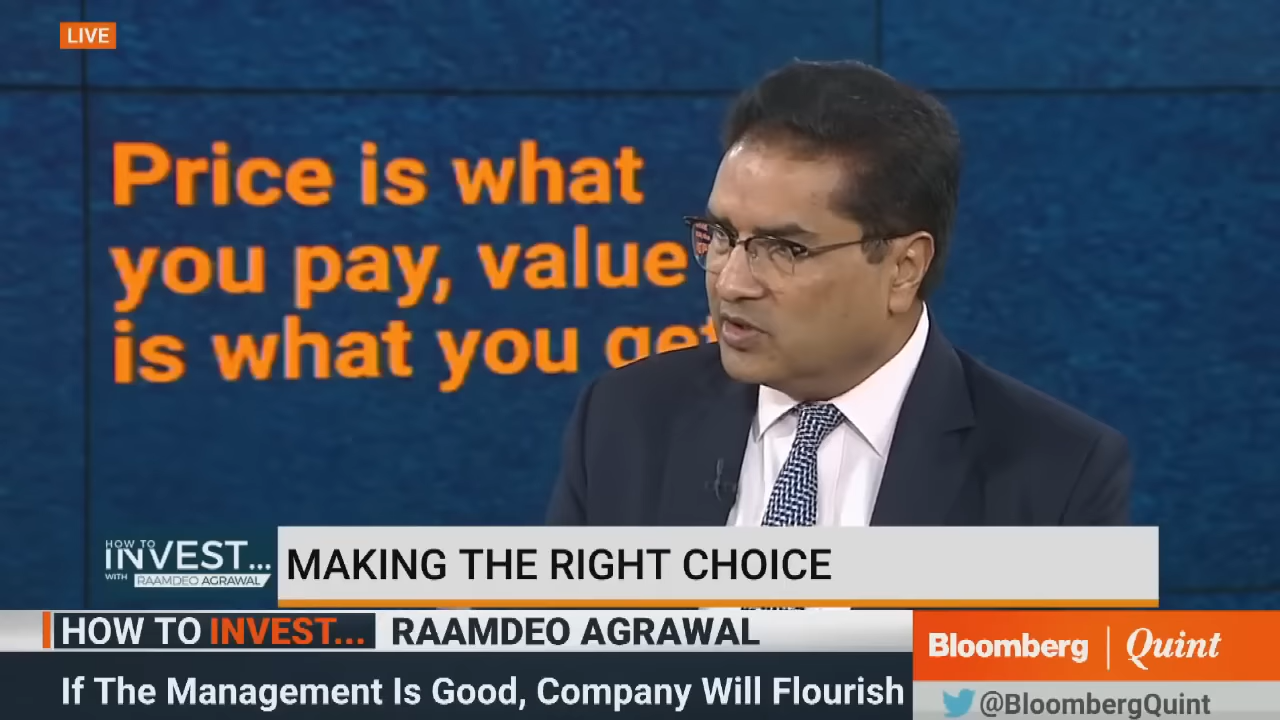 LIVE
Price is what
you pay, value
is what you get
HOW TO
INVEST...
WITH RAAMDEO AGRAWAL
MAKING THE RIGHT CHOICE
HOW TO INVEST... RAAMDEO AGRAWAL
If The Management Is Good, Company Will Flourish
Bloomberg | Quint
@BloombergQuint